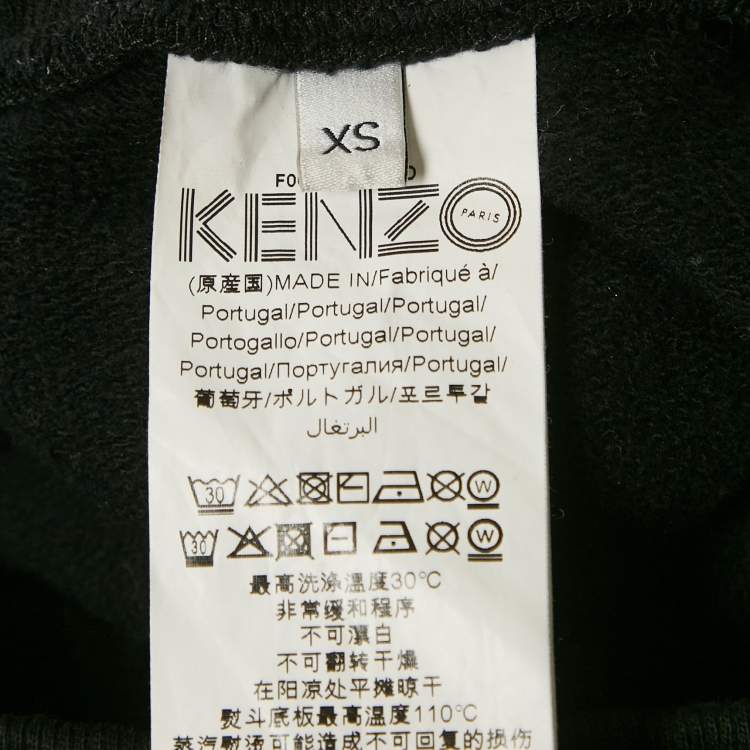 XS
KENZO
PARIS
(原産国)MADE IN/Fabriqué à/
Portugal/Portugal/Portugal/
Portogallo/Portugal/Portugal/
Portugal/Португалия/Portugal/
葡萄牙/ポルトガル/포르투갈
البرتغال
30 W
30 W
最高洗涤溫度30°C
非常缓和程序
不可漂白
不可翻转干燥
在阳凉处平摊晾干
熨斗底板最高温度110°C
蒸汽熨烫可能造成不可回复的损伤